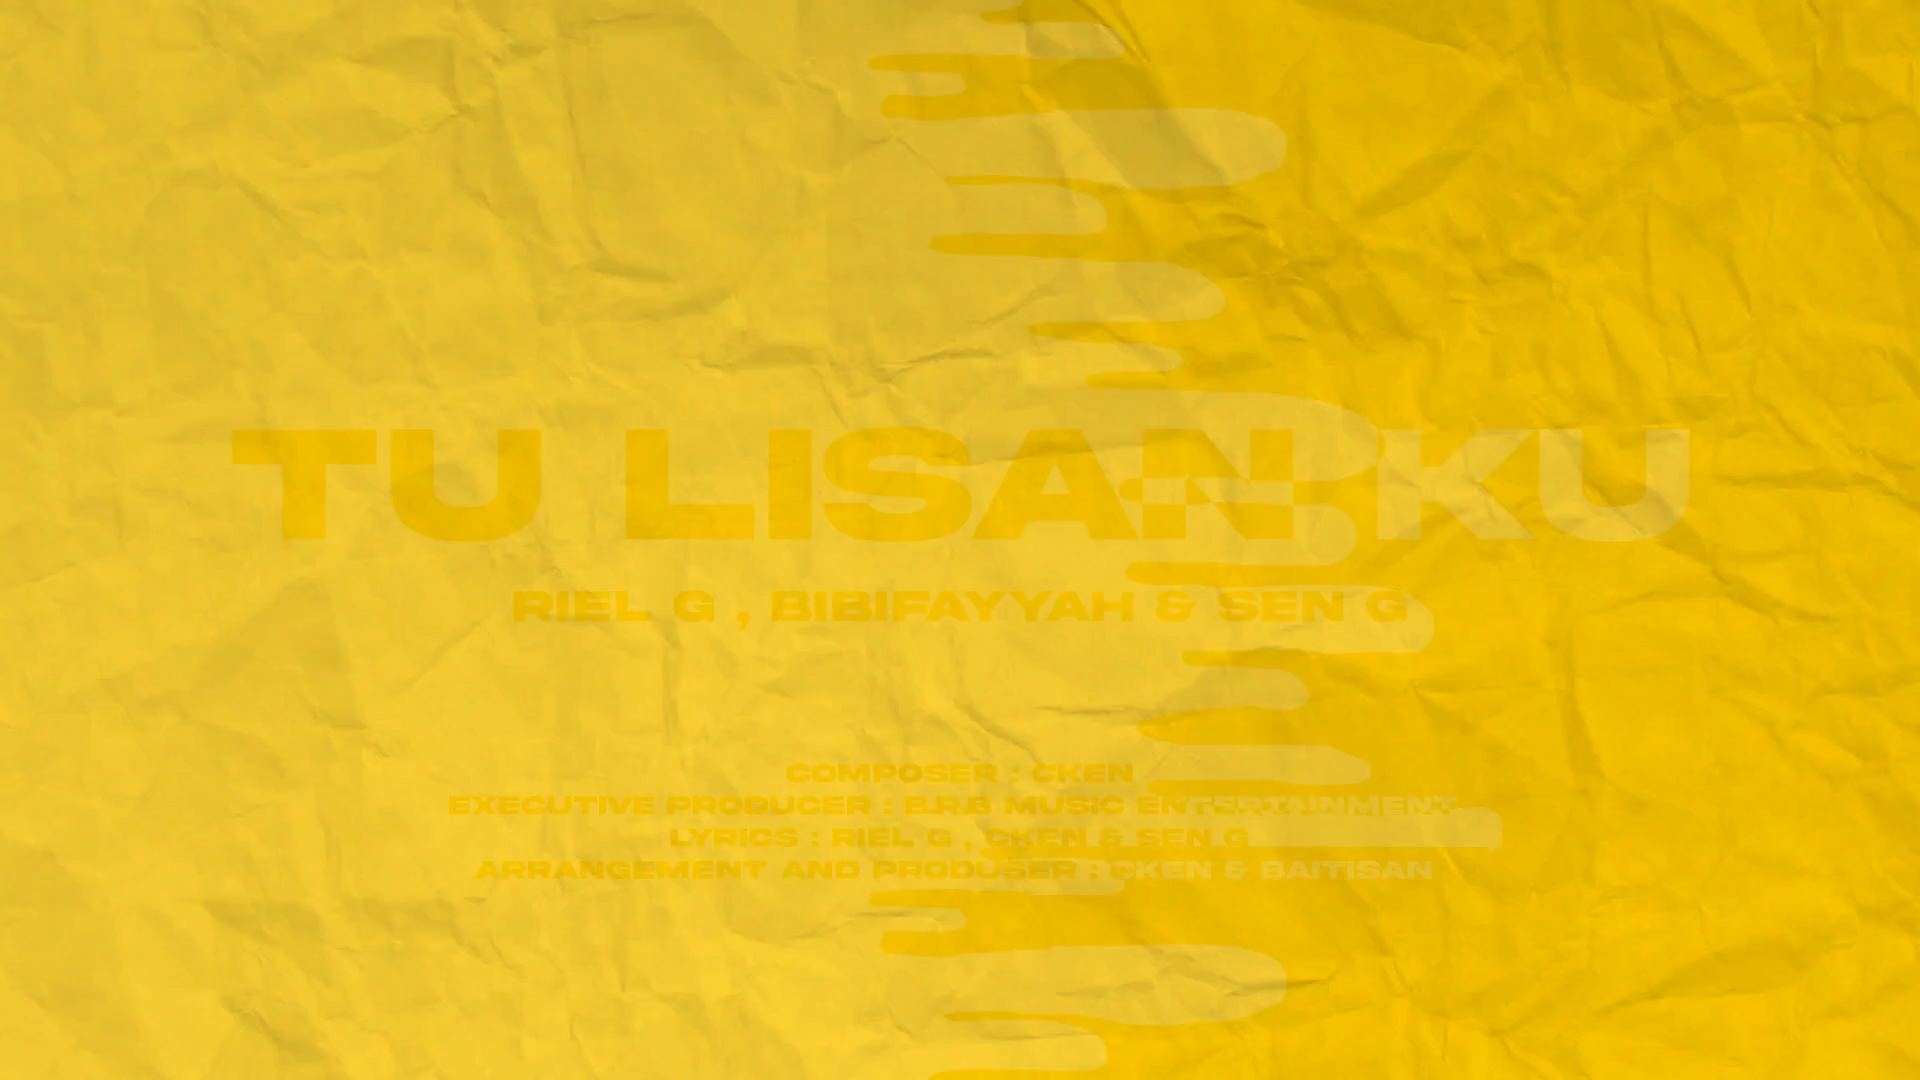 TU LISAN KU
RIEL G , BIBIFAYYAH & SEN G
COMPOSER : CKEN
EXECUTIVE PRODUCER : B.R.B MUSIC ENTERTAINMENT
LYRICS : RIEL G , CKEN & SEN G
ARRANGEMENT AND PRODUSER : CKEN & BAITISAN